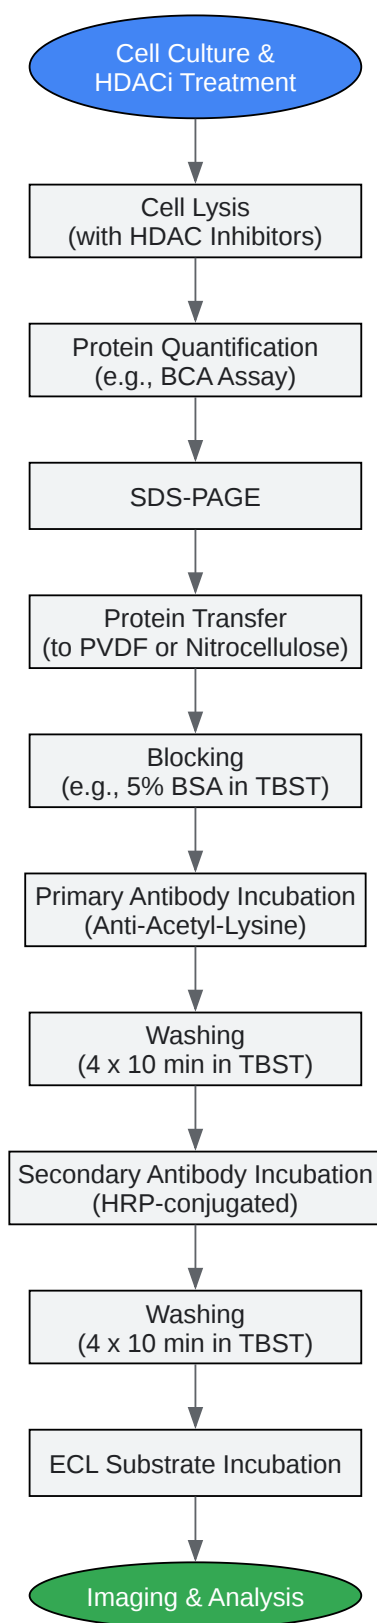 Cell Culture &
HDACi Treatment
Cell Lysis
(with HDAC Inhibitors)
Protein Quantification
(e.g., BCA Assay)
SDS-PAGE
Protein Transfer
(to PVDF or Nitrocellulose)
Blocking
(e.g., 5% BSA in TBST)
Primary Antibody Incubation
(Anti-Acetyl-Lysine)
Washing
(4 x 10 min in TBST)
Secondary Antibody Incubation
(HRP-conjugated)
Washing
(4 x 10 min in TBST)
ECL Substrate Incubation
Imaging & Analysis